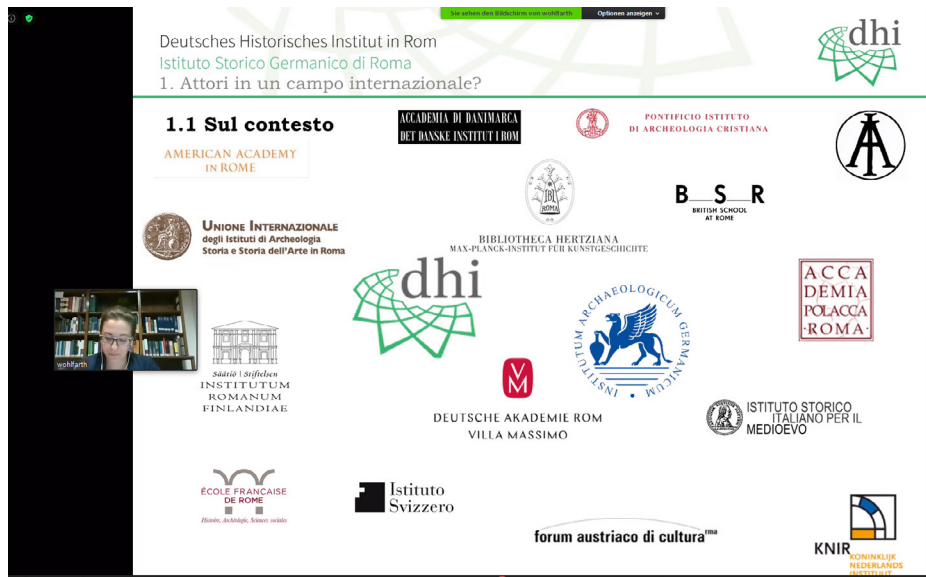 Sie sehen den Bildschirm von wohlfarth
Optionen anzeigen
Deutsches Historisches Institut in Rom
Istituto Storico Germanico di Roma
1. Attori in un campo internazionale?
dhi
1.1 Sul contesto
ACCADEMIA DI DANIMARCA
DET DANSKE INSTITUT I ROM
PONTIFICIO ISTITUTO
DI ARCHEOLOGIA CRISTIANA
AMERICAN ACADEMY
IN ROME
BH
ROMA
B__S__R
BRITISH SCHOOL
AT ROME
UNIONE INTERNAZIONALE
degli Istituti di Archeologia
Storia e Storia dell'Arte in Roma
BIBLIOTHECA HERTZIANA
MAX-PLANCK-INSTITUT FÜR KUNSTGESCHICHTE
dhi
INSTITUTUM ARCHAEOLOGICUM GERMANICUM
ACCA
DEMIA
POLACCA
·ROMA·
wohlfarth
Säätiö | Stiftelsen
INSTITUTUM
ROMANUM
FINLANDIAE
VM
DEUTSCHE AKADEMIE ROM
VILLA MASSIMO
ISTITUTO STORICO
ITALIANO PER IL
MEDIOEVO
ÉCOLE FRANÇAISE
DE ROME
Histoire, Archéologie, Sciences sociales
Istituto
Svizzero
forum austriaco di cultura rma
KNIR
KONINKLIJK
NEDERLANDS
INSTITUUT